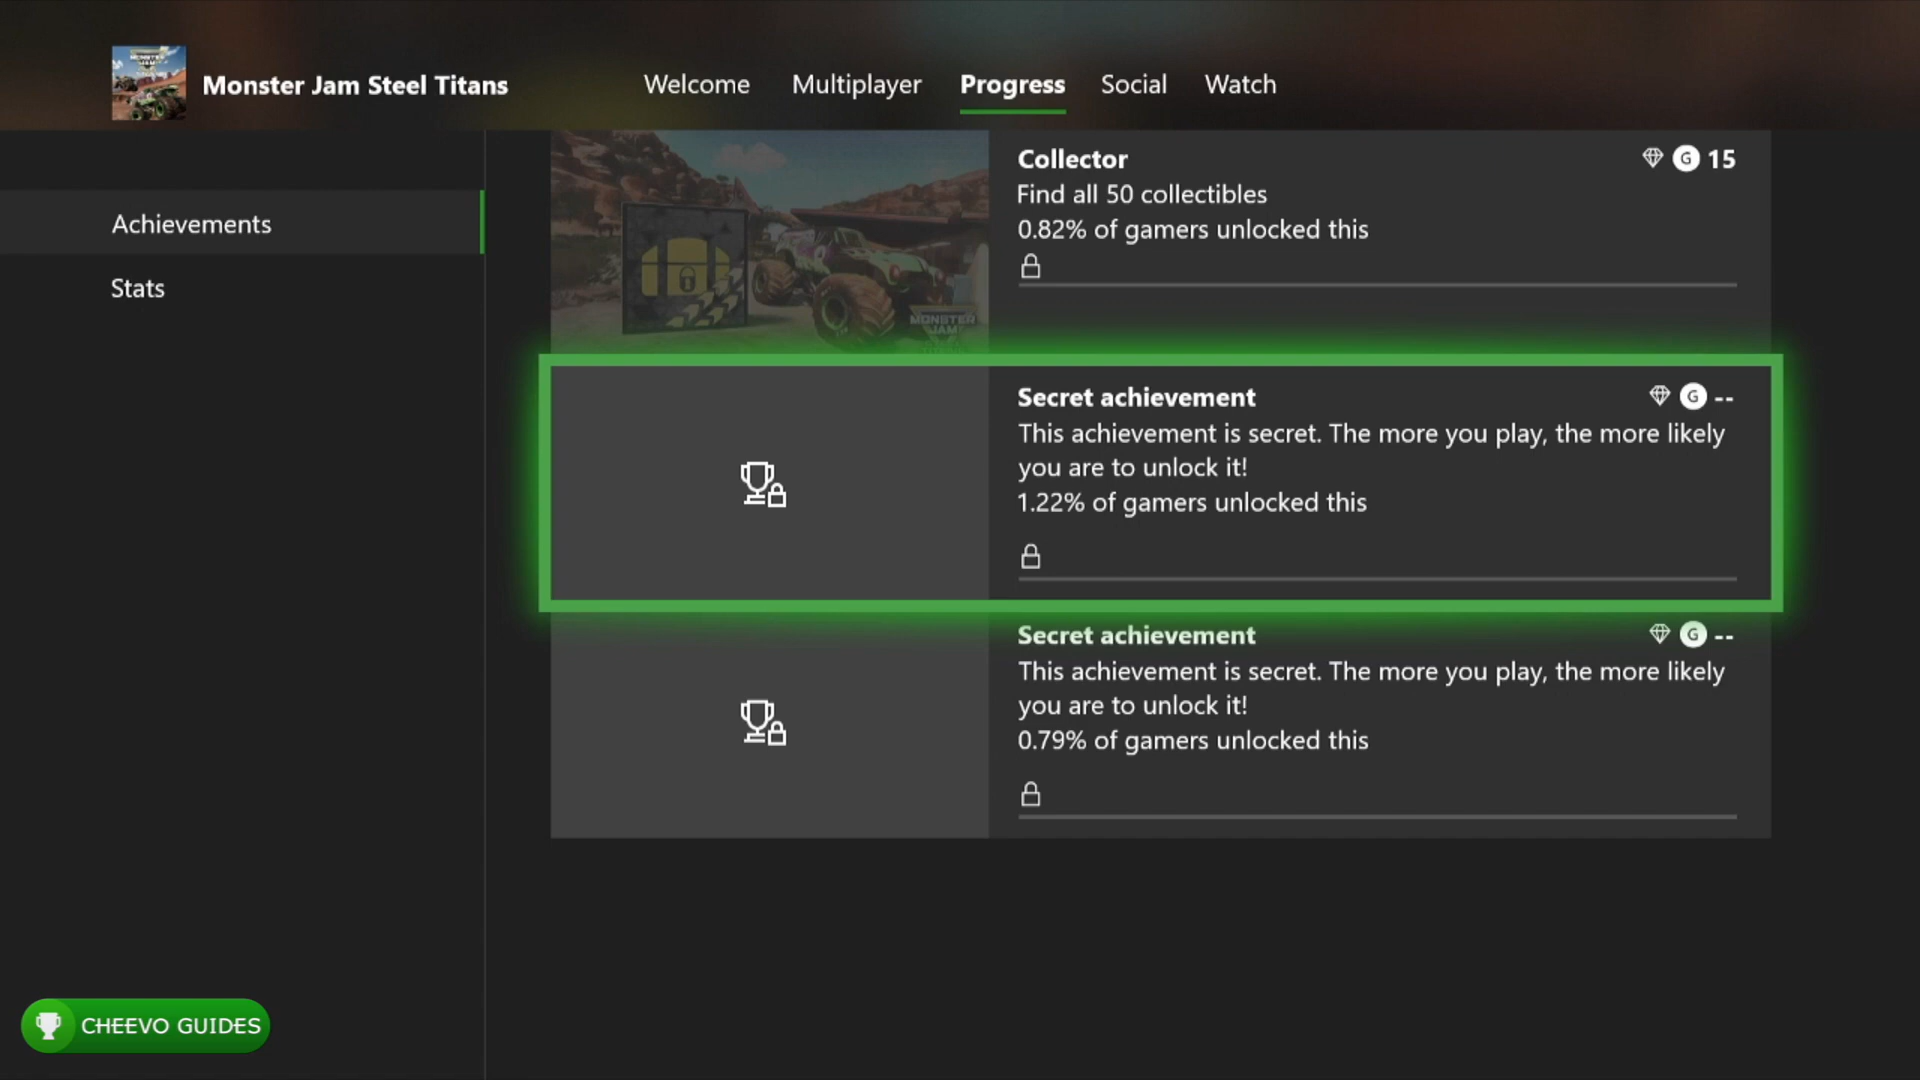 Monster Jam Steel Titans
Welcome Multiplayer Progress Social Watch
Achievements
Stats
MONSTER
JAM
Collector
G 15
Find all 50 collectibles
0.82% of gamers unlocked this
Secret achievement
G --
This achievement is secret. The more you play, the more likely
you are to unlock it!
1.22% of gamers unlocked this
Secret achievement
G --
This achievement is secret. The more you play, the more likely
you are to unlock it!
0.79% of gamers unlocked this
CHEEVO GUIDES